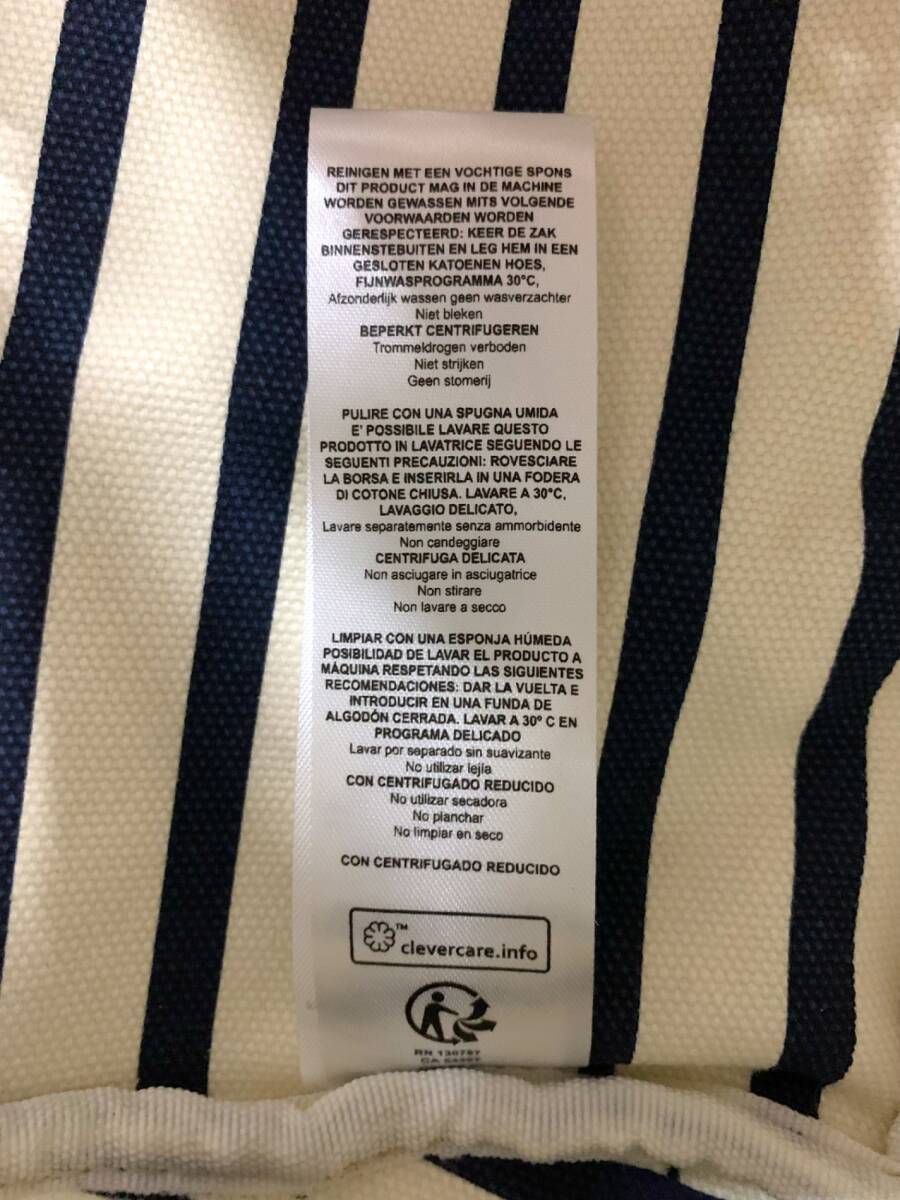 REINIGEN MET EEN VOCHTIGE SPONS
DIT PRODUCT MAG IN DE MACHINE
WORDEN GEWASSEN MITS VOLGENDE
VOORWAARDEN WORDEN
GERESPECTEERD: KEER DE ZAK
BINNENSTEBUITEN EN LEG HEM IN EEN
GESLOTEN KATOENEN HOES,
FIJNWASPROGRAMMA 30°C,
Afzonderlijk wassen geen wasverzachter
Niet bleken
BEPERKT CENTRIFUGEREN
Trommeldrogen verboden
Niet strijken
Geen stomerij
PULIRE CON UNA SPUGNA UMIDA
E' POSSIBILE LAVARE QUESTO
PRODOTTO IN LAVATRICE SEGUENDO LE
SEGUENTI PRECAUZIONI: ROVESCIARE
LA BORSA E INSERIRLA IN UNA FODERA
DI COTONE CHIUSA. LAVARE A 30°C,
LAVAGGIO DELICATO,
Lavare separatemente senza ammorbidente
Non candeggiare
CENTRIFUGA DELICATA
Non asciugare in asciugatrice
Non stirare
Non lavare a secco
LIMPIAR CON UNA ESPONJA HÚMEDA
POSIBILIDAD DE LAVAR EL PRODUCTO A
MÁQUINA RESPETANDO LAS SIGUIENTES
RECOMENDACIONES: DAR LA VUELTA E
INTRODUCIR EN UNA FUNDA DE
ALGODÓN CERRADA. LAVAR A 30º C EN
PROGRAMA DELICADO
Lavar por separado sin suavizante
No utilizar lejía
CON CENTRIFUGADO REDUCIDO
No utilizar secadora
No planchar
No limpiar en seco
CON CENTRIFUGADO REDUCIDO
™ clevercare.info
RN 130787
CA